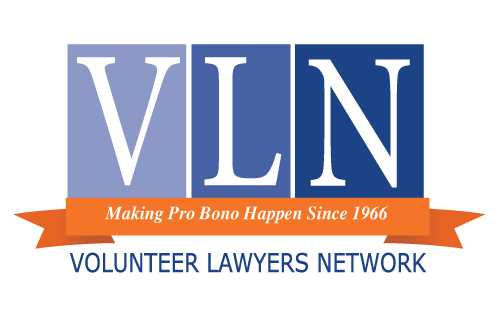 VLN
Making Pro Bono Happen Since 1966
VOLUNTEER LAWYERS NETWORK